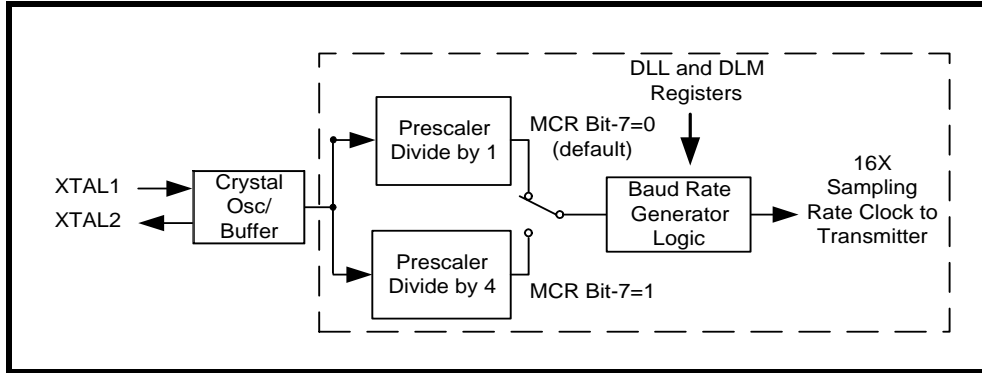 DLL and DLM
Registers
Prescaler
Divide by 1
MCR Bit-7=0
(default)
XTAL1
XTAL2
Crystal
Osc/
Buffer
Baud Rate
Generator
Logic
16X
Sampling
Rate Clock to
Transmitter
Prescaler
Divide by 4
MCR Bit-7=1